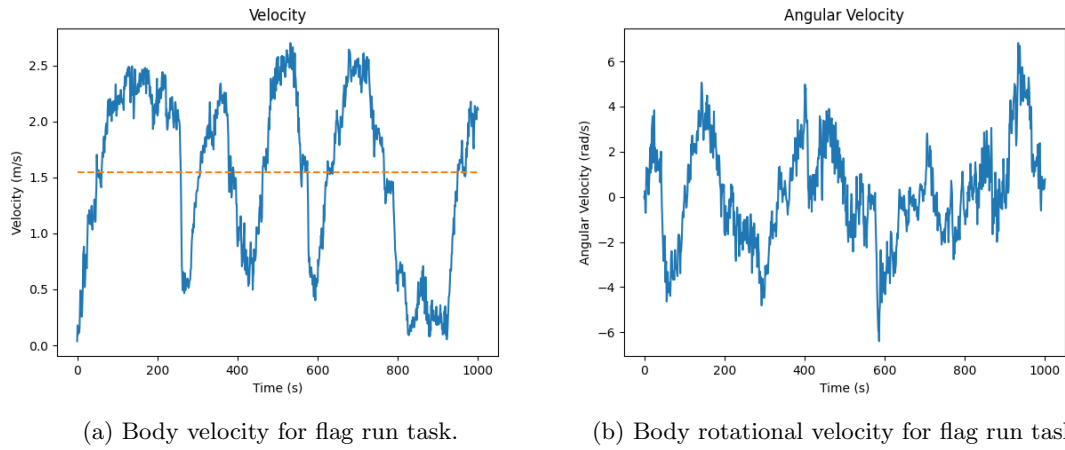 Velocity
Angular Velocity
Velocity (m/s)
2.5
2.0
1.5
1.0
0.5
0.0
0 200 400 600 800 1000
Time (s)
Angular Velocity (rad/s)
6
4
2
0
−2
−4
−6
0 200 400 600 800 1000
Time (s)
(a) Body velocity for flag run task.
(b) Body rotational velocity for flag run tas